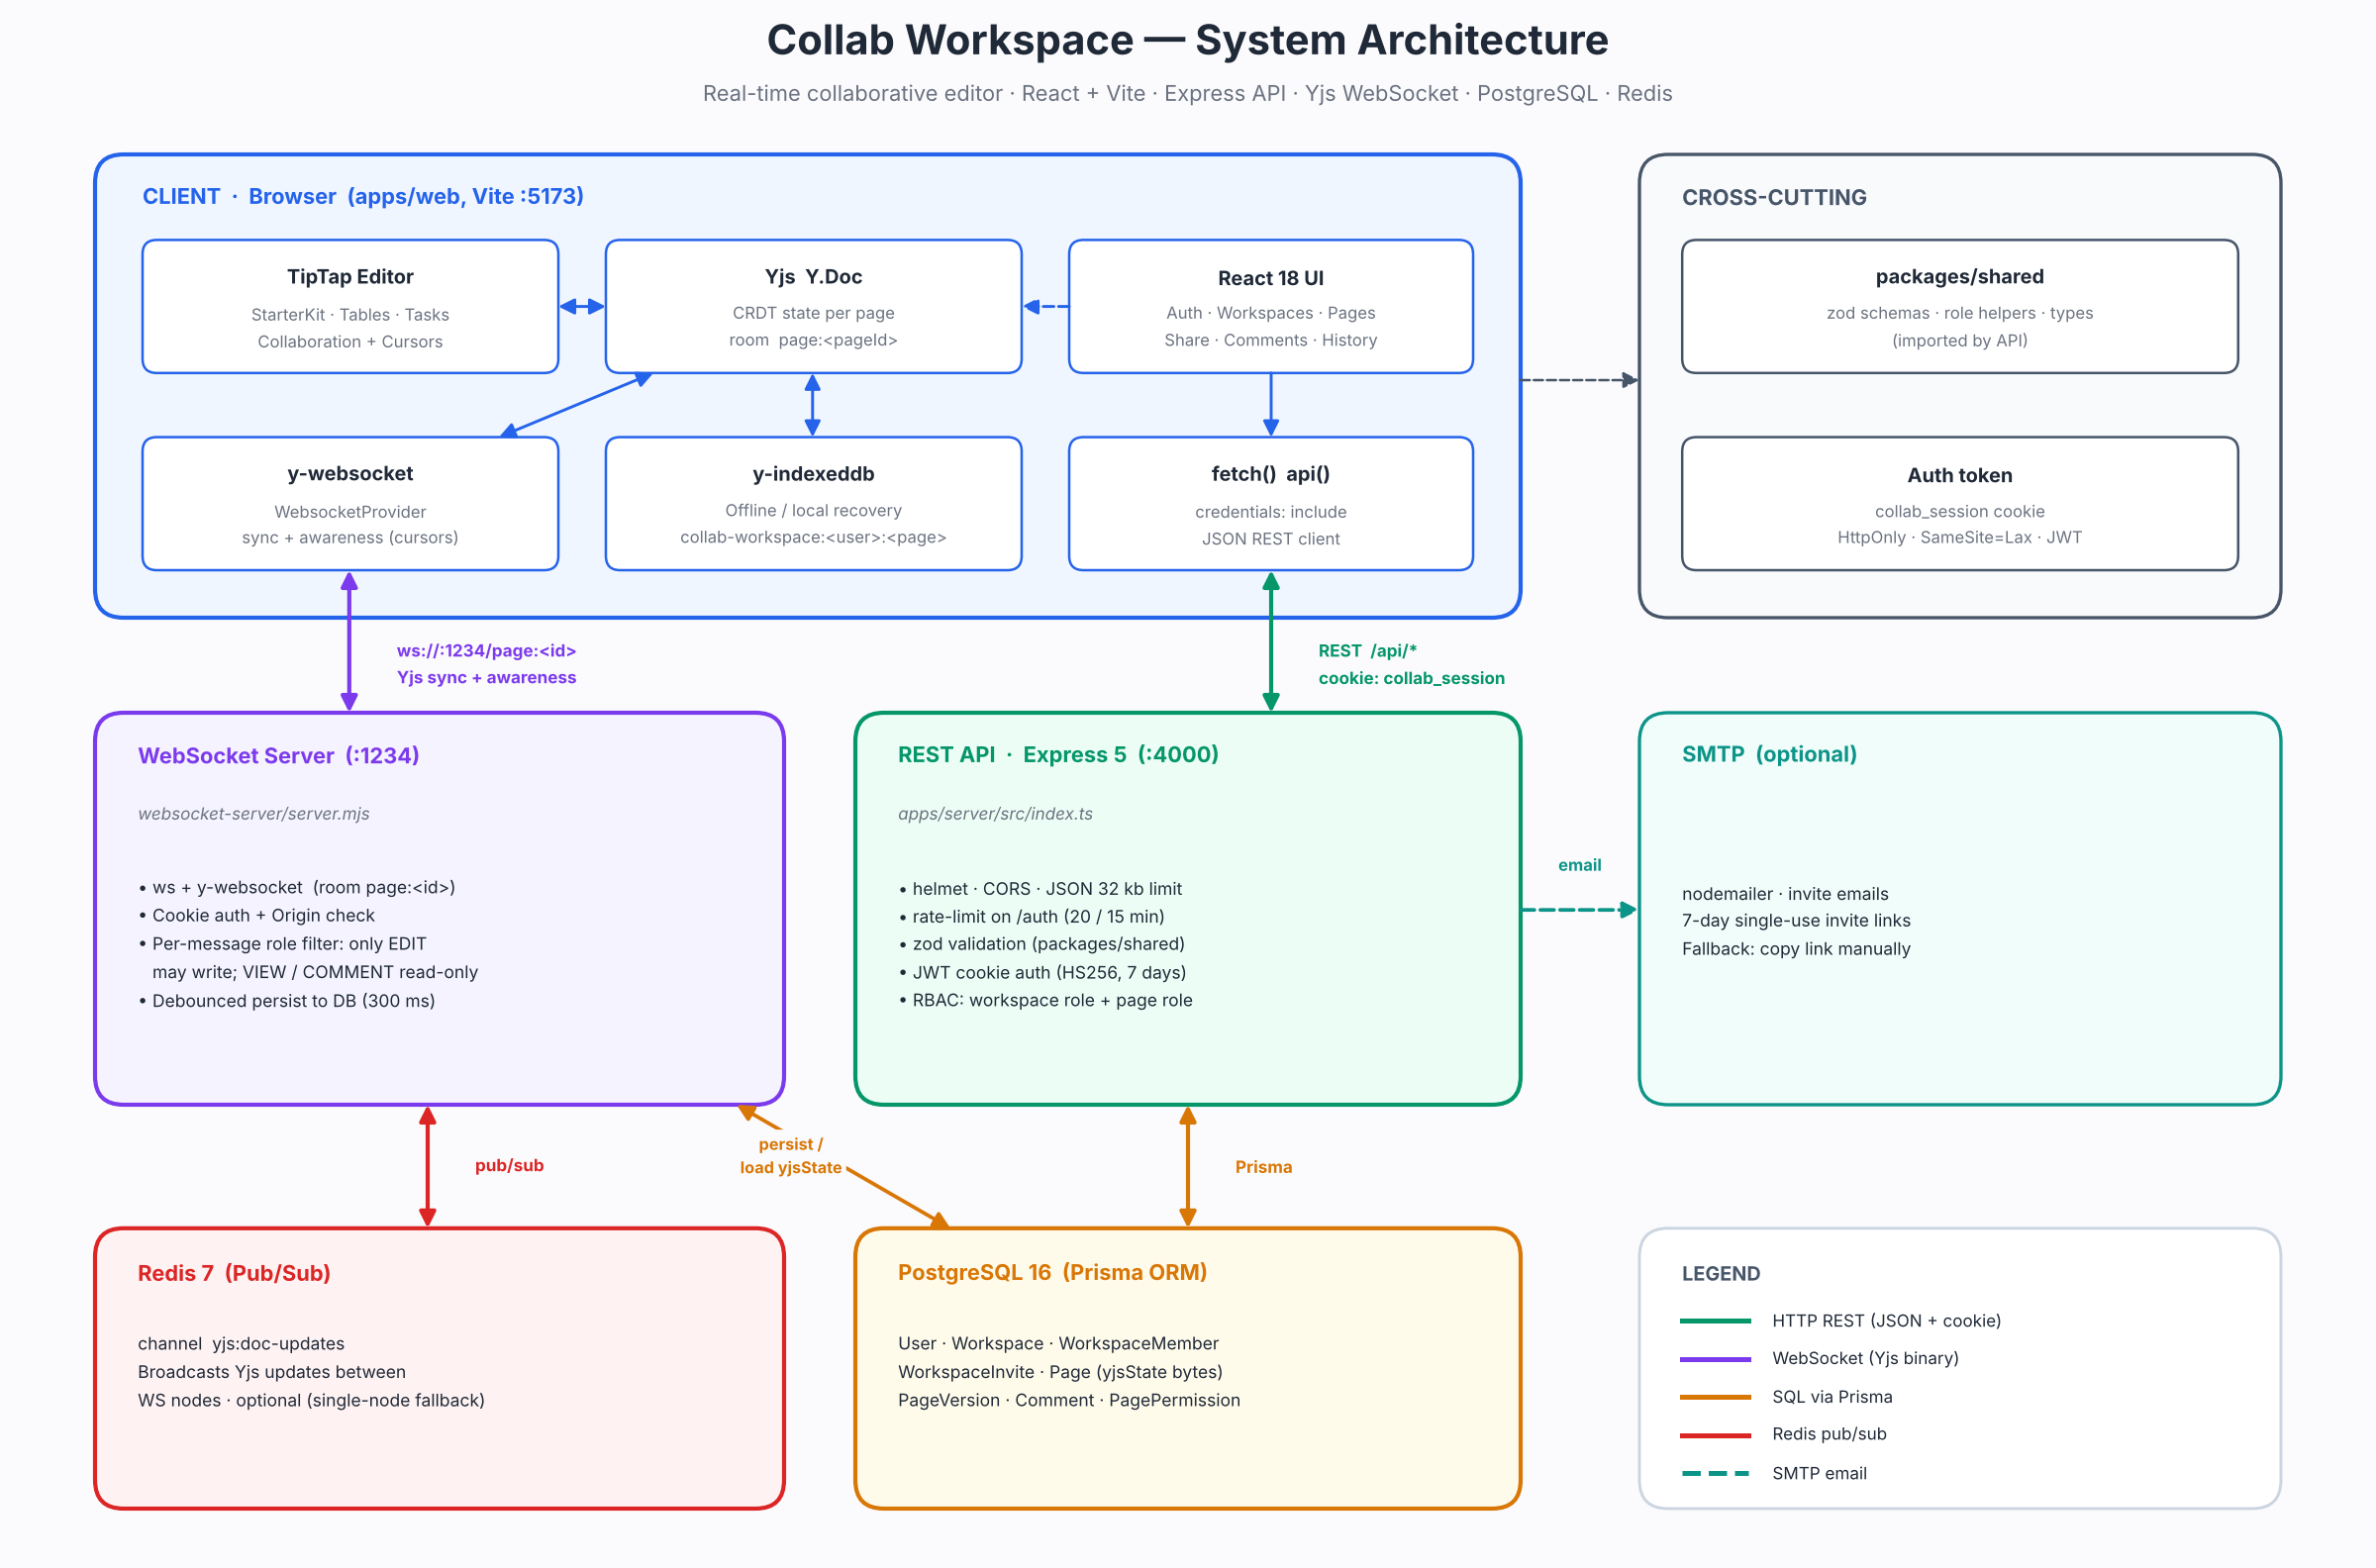 Collab Workspace — System Architecture
Real-time collaborative editor · React + Vite · Express API · Yjs WebSocket · PostgreSQL · Redis
CLIENT · Browser (apps/web, Vite :5173)
TipTap Editor
StarterKit · Tables · Tasks
Collaboration + Cursors
Yjs Y.Doc
CRDT state per page
room page:<pageId>
React 18 UI
Auth · Workspaces · Pages
Share · Comments · History
y-websocket
WebsocketProvider
sync + awareness (cursors)
y-indexeddb
Offline / local recovery
collab-workspace:<user>:<page>
fetch() api()
credentials: include
JSON REST client
CROSS-CUTTING
packages/shared
zod schemas · role helpers · types
(imported by API)
Auth token
collab_session cookie
HttpOnly · SameSite=Lax · JWT
ws://:1234/page:<id>
Yjs sync + awareness
REST /api/*
cookie: collab_session
WebSocket Server (:1234)
websocket-server/server.mjs
• ws + y-websocket (room page:<id>)
• Cookie auth + Origin check
• Per-message role filter: only EDIT
may write; VIEW / COMMENT read-only
• Debounced persist to DB (300 ms)
REST API · Express 5 (:4000)
apps/server/src/index.ts
• helmet · CORS · JSON 32 kb limit
• rate-limit on /auth (20 / 15 min)
• zod validation (packages/shared)
• JWT cookie auth (HS256, 7 days)
• RBAC: workspace role + page role
email
SMTP (optional)
nodemailer · invite emails
7-day single-use invite links
Fallback: copy link manually
pub/sub
persist /
load yjsState
Prisma
Redis 7 (Pub/Sub)
channel yjs:doc-updates
Broadcasts Yjs updates between
WS nodes · optional (single-node fallback)
PostgreSQL 16 (Prisma ORM)
User · Workspace · WorkspaceMember
WorkspaceInvite · Page (yjsState bytes)
PageVersion · Comment · PagePermission
LEGEND
HTTP REST (JSON + cookie)
WebSocket (Yjs binary)
SQL via Prisma
Redis pub/sub
SMTP email